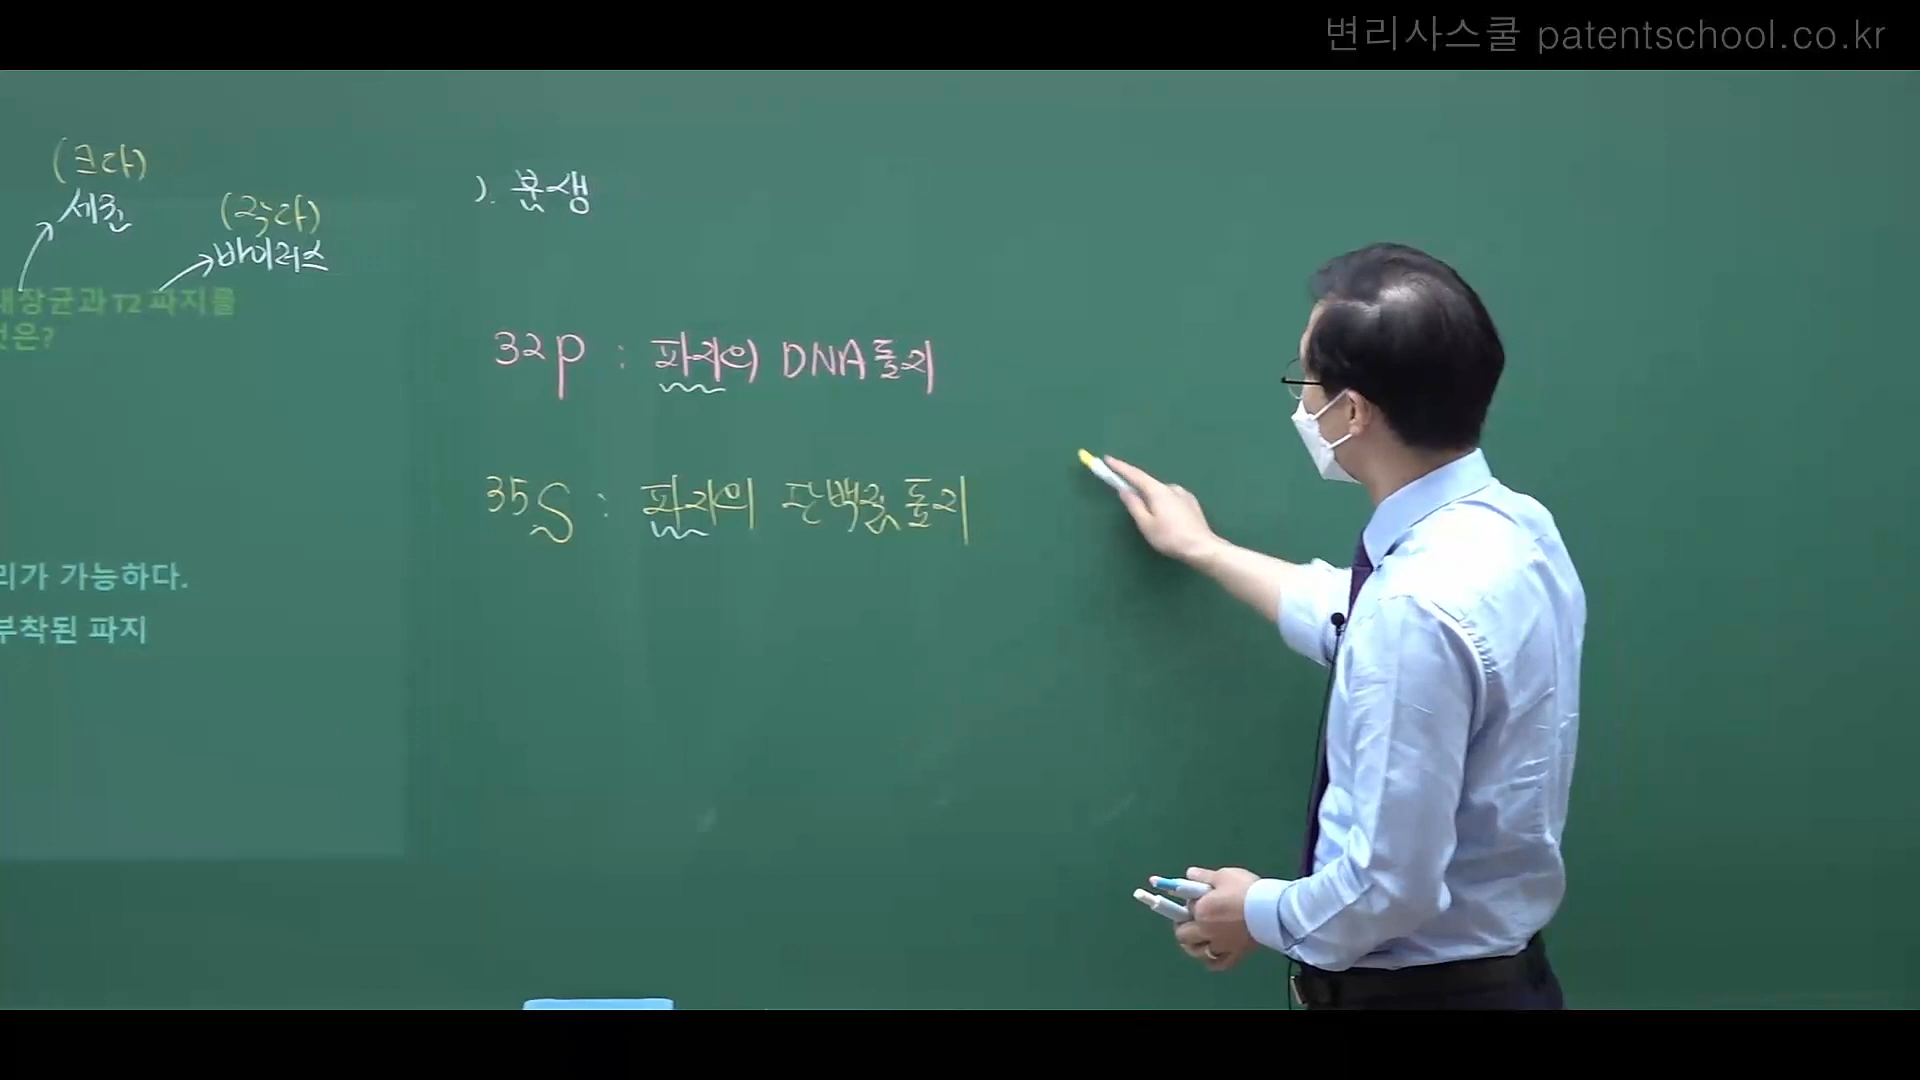 변리사스쿨 patentschool.co.kr
(크다)
세균
(작다)
바이러스
대장균과 T2 파지를
것은?
). 분생
32P : 파지의 DNA 표지
35S : 파지의 단백질 표지
리가 가능하다.
부착된 파지